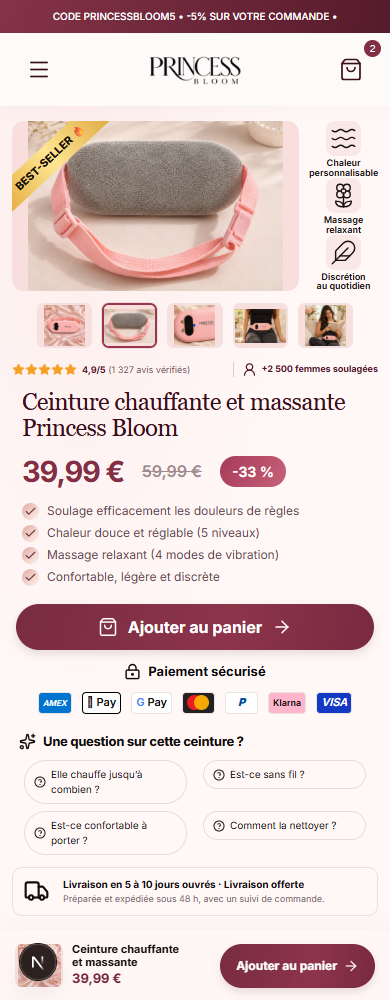 CODE PRINCESSBLOOM5 • -5% SUR VOTRE COMMANDE •
2
PRINCESS
BLOOM
BEST-SELLER
Chaleur
personnalisable
Massage
relaxant
Discrétion
au quotidien
4,9/5 (1 327 avis vérifiés)
+2 500 femmes soulagées
Ceinture chauffante et massante
Princess Bloom
39,99 €
59,99 €
-33 %
Soulage efficacement les douleurs de règles
Chaleur douce et réglable (5 niveaux)
Massage relaxant (4 modes de vibration)
Confortable, légère et discrète
Ajouter au panier
Paiement sécurisé
AMEX
Pay
G Pay
P
Klarna
VISA
Une question sur cette ceinture ?
Elle chauffe jusqu'à
combien ?
Est-ce sans fil ?
Est-ce confortable à
porter ?
Comment la nettoyer ?
Livraison en 5 à 10 jours ouvrés · Livraison offerte
Préparée et expédiée sous 48 h, avec un suivi de commande.
N
Ceinture chauffante
et massante
39,99 €
Ajouter au panier